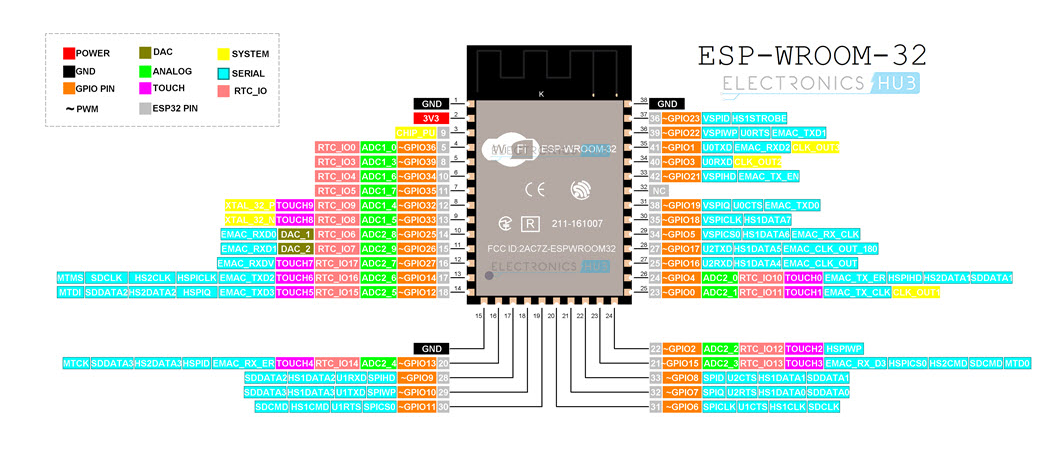 POWER DAC SYSTEM
GND ANALOG SERIAL
GPIO PIN TOUCH RTC_IO
~ PWM ESP32 PIN
ESP-WROOM-32
ELECTRONICS HUB
K
GND 1
3V3 2
CHIP_PU 9 3
RTC_IO0 ADC1_0 ~GPIO36 5 4
RTC_IO3 ADC1_3 ~GPIO39 8 5
RTC_IO4 ADC1_6 ~GPIO34 10 6
RTC_IO5 ADC1_7 ~GPIO35 11 7
XTAL_32_P TOUCH9 RTC_IO9 ADC1_4 ~GPIO32 12 8
TOUCH8 RTC_IO8 ADC1_5 ~GPIO33 13 9
EMAC_RXD0 DAC_1 RTC_IO6 ADC2_8 ~GPIO25 14 10
EMAC_RXD1 DAC_2 RTC_IO7 ADC2_9 ~GPIO26 15 11
EMAC_RXDV TOUCH7 RTC_IO17 ADC2_7 ~GPIO27 16 12
MTMS SDCLK HS2CLK HSPICLK EMAC_TXD2 TOUCH6 RTC_IO16 ADC2_6 ~GPIO14 17 13
MTDI SDDATA2 HS2DATA2 HSPIQ EMAC_TXD3 TOUCH5 RTC_IO15 ADC2_5 ~GPIO12 18 14
WiFi ESP-WROOM-32
ELECTRONICS HUB
CE
R 211-161007
FCC ID:2AC7Z-ESPWROOM32
ELECTRONICS HUB
38 GND
37 36 ~GPIO23 VSPID HS1STROBE
36 39 ~GPIO22 VSPIWP U0RTS EMAC_TXD1
35 41 ~GPIO1 U0TXD EMAC_RXD2 CLK_OUT3
34 40 ~GPIO3 U0RXD CLK_OUT2
33 42 ~GPIO21 VSPIHD EMAC_TX_EN
32 NC
31 38 ~GPIO19 VSPIQ U0CTS EMAC_TXD0
30 35 ~GPIO18 VSPICLK HS1DATA7
29 34 ~GPIO5 VSPICS0 HS1DATA6 EMAC_RX_CLK
28 27 ~GPIO17 U2TXD HS1DATA5 EMAC_CLK_OUT_180
27 25 ~GPIO16 U2RXD HS1DATA4 EMAC_CLK_OUT
26 24 ~GPIO4 ADC2_0 RTC_IO10 TOUCH0 EMAC_TX_ER HSPIHD HS2DATA1 SDDATA1
25 23 ~GPIO0 ADC2_1 RTC_IO11 TOUCH1 EMAC_TX_CLK CLK_OUT1
15 16 17 18 19 20 21 22 23 24
GND
MTCK SDDATA3 HS2DATA3 HSPID EMAC_RX_ER TOUCH4 RTC_IO14 ADC2_4 ~GPIO13 20
SDDATA2 HS1DATA2 U1RXD SPIHD ~GPIO9 28
SDDATA3 HS1DATA3 U1TXD SPIWP ~GPIO10 29
SDCMD HS1CMD U1RTS SPICS0 ~GPIO11 30
22 ~GPIO2 ADC2_2 RTC_IO12 TOUCH2 HSPIWP
21 ~GPIO15 ADC2_3 RTC_IO13 TOUCH3 EMAC_RX_D3 HSPICS0 HS2CMD SDCMD MTD0
33 ~GPIO8 SPID U2CTS HS1DATA1 SDDATA1
32 ~GPIO7 SPIQ U2RTS HS1DATA0 SDDATA0
31 ~GPIO6 SPICLK U1CTS HS1CLK SDCLK